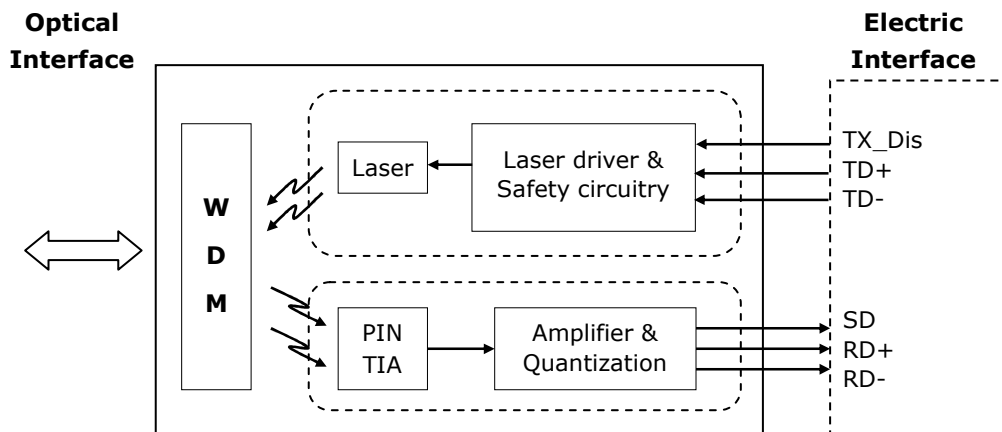 Optical
Interface
Electric
Interface
W
D
M
Laser
Laser driver &
Safety circuitry
TX_Dis
TD+
TD-
PIN
TIA
Amplifier &
Quantization
SD
RD+
RD-